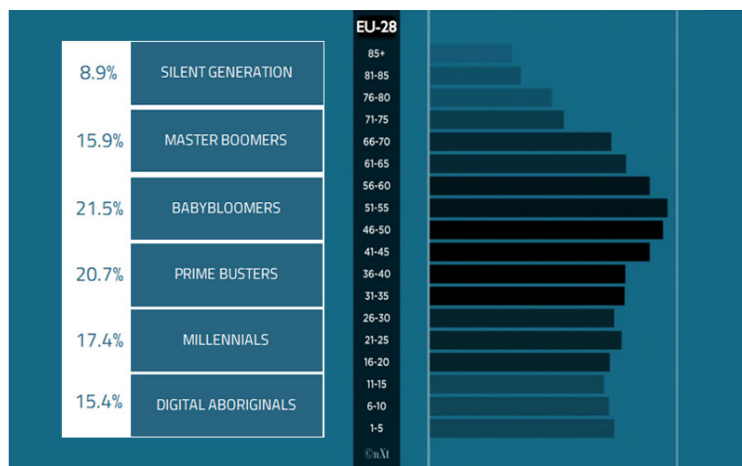 EU-28
8.9% SILENT GENERATION
15.9% MASTER BOOMERS
21.5% BABYBLOOMERS
20.7% PRIME BUSTERS
17.4% MILLENNIALS
15.4% DIGITAL ABORIGINALS
85+
81-85
76-80
71-75
66-70
61-65
56-60
51-55
46-50
41-45
36-40
31-35
26-30
21-25
16-20
11-15
6-10
1-5
©nXt